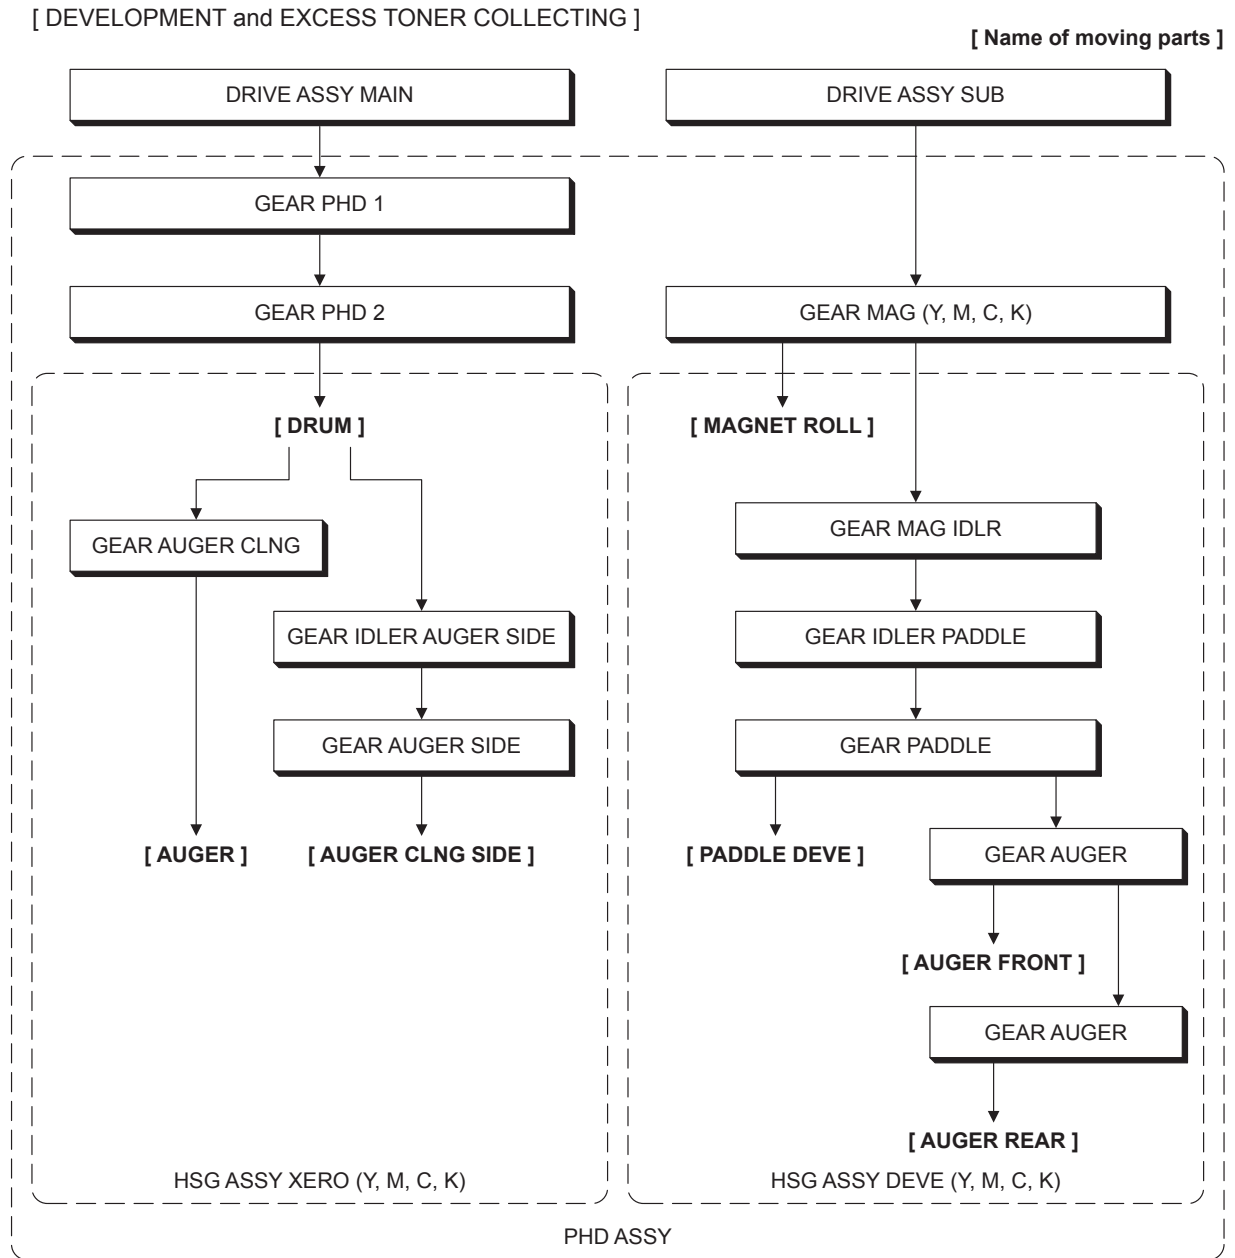 [ DEVELOPMENT and EXCESS TONER COLLECTING ]
[ Name of moving parts ]
DRIVE ASSY MAIN
DRIVE ASSY SUB
GEAR PHD 1
GEAR PHD 2
GEAR MAG (Y, M, C, K)
[ DRUM ]
[ MAGNET ROLL ]
GEAR AUGER CLNG
GEAR MAG IDLR
GEAR IDLER AUGER SIDE
GEAR IDLER PADDLE
GEAR AUGER SIDE
GEAR PADDLE
[ AUGER ]
[ AUGER CLNG SIDE ]
[ PADDLE DEVE ]
GEAR AUGER
[ AUGER FRONT ]
GEAR AUGER
[ AUGER REAR ]
HSG ASSY XERO (Y, M, C, K)
HSG ASSY DEVE (Y, M, C, K)
PHD ASSY